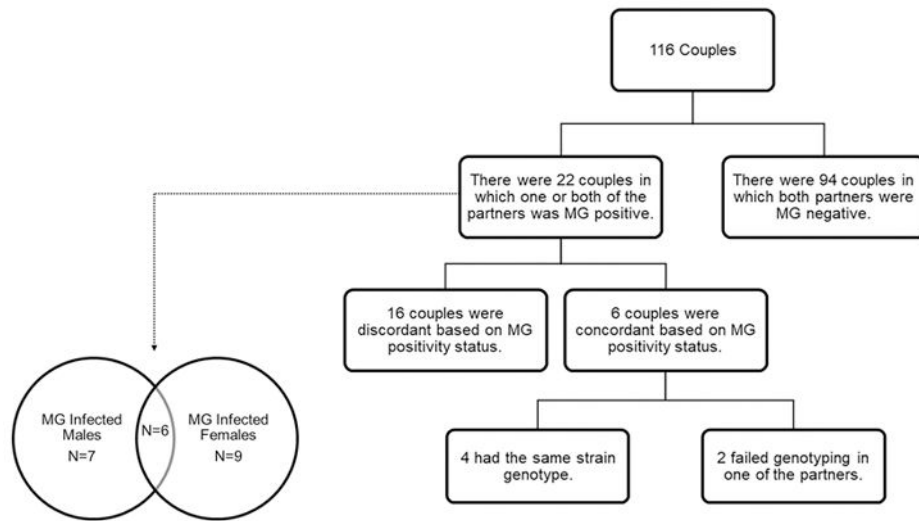 116 Couples
There were 22 couples in
which one or both of the
partners was MG positive.
There were 94 couples in
which both partners were
MG negative.
16 couples were
discordant based on MG
positivity status.
6 couples were
concordant based on MG
positivity status.
MG Infected
Males
N=7
N=6
MG Infected
Females
N=9
4 had the same strain
genotype.
2 failed genotyping in
one of the partners.